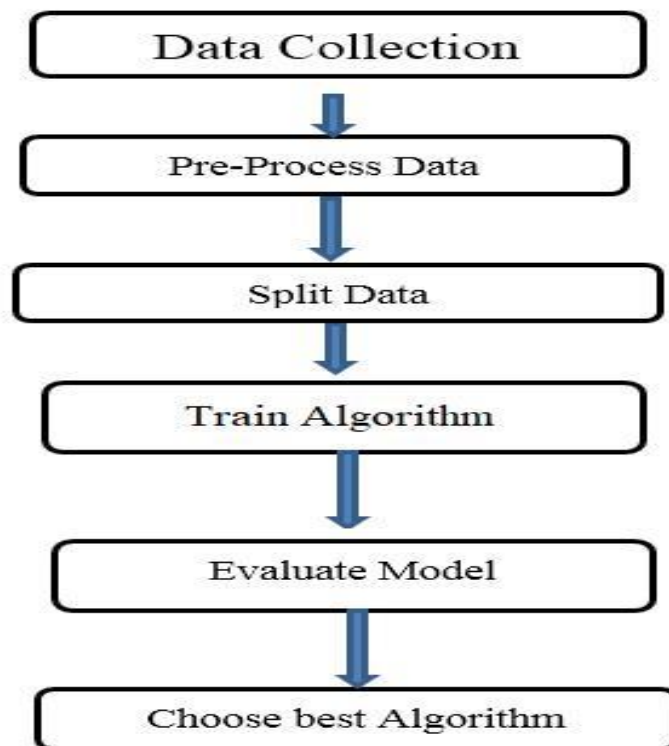 Data Collection
Pre-Process Data
Split Data
Train Algorithm
Evaluate Model
Choose best Algorithm